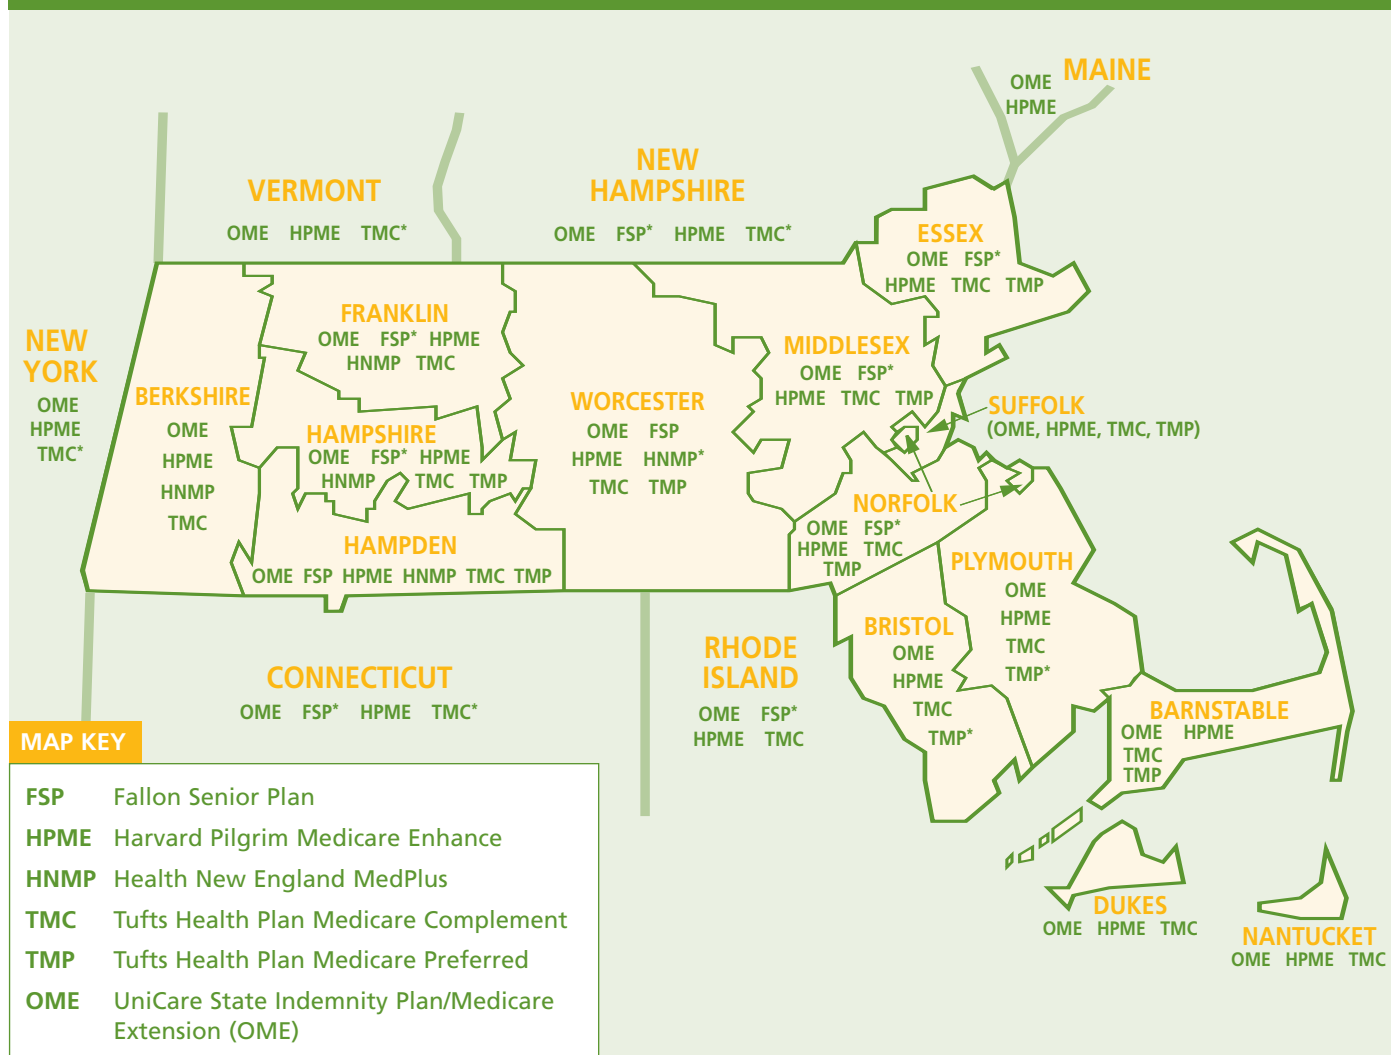 MAINE
OME
HPME
NEW
HAMPSHIRE
OME FSP* HPME TMC*
VERMONT
OME HPME TMC*
ESSEX
OME FSP*
HPME TMC TMP
FRANKLIN
OME FSP* HPME
HNMP TMC
NEW
YORK
OME
HPME
TMC*
BERKSHIRE
OME
HPME
HNMP
TMC
MIDDLESEX
OME FSP*
HPME TMC TMP
WORCESTER
OME FSP
HPME HNMP*
TMC TMP
SUFFOLK
(OME, HPME, TMC, TMP)
HAMPSHIRE
OME FSP* HPME
HNMP TMC TMP
NORFOLK
OME FSP*
HPME TMC
TMP
HAMPDEN
OME FSP HPME HNMP TMC TMP
PLYMOUTH
OME
HPME
TMC
TMP*
BRISTOL
OME
HPME
TMC
TMP*
RHODE
ISLAND
OME FSP*
HPME TMC
CONNECTICUT
OME FSP* HPME TMC*
BARNSTABLE
OME HPME
TMC
TMP
DUKES
OME HPME TMC
NANTUCKET
OME HPME TMC
MAP KEY
FSP Fallon Senior Plan
HPME Harvard Pilgrim Medicare Enhance
HNMP Health New England MedPlus
TMC Tufts Health Plan Medicare Complement
TMP Tufts Health Plan Medicare Preferred
OME UniCare State Indemnity Plan/Medicare
Extension (OME)